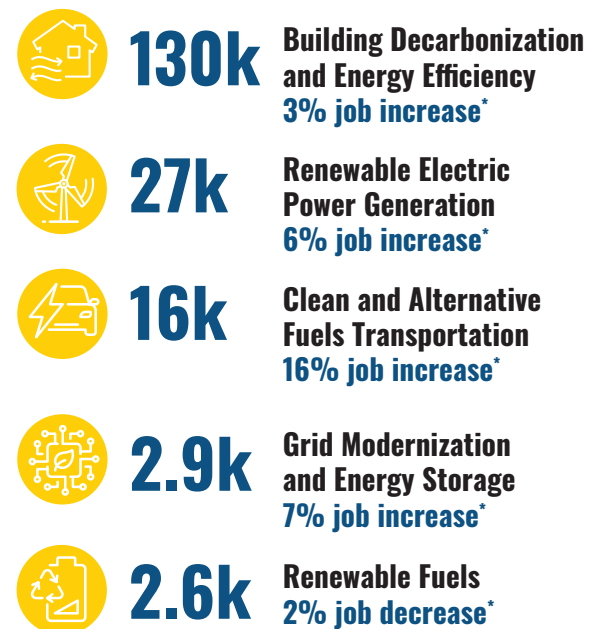 130k
Building Decarbonization
and Energy Efficiency
3% job increase*
27k
Renewable Electric
Power Generation
6% job increase*
16k
Clean and Alternative
Fuels Transportation
16% job increase*
2.9k
Grid Modernization
and Energy Storage
7% job increase*
2.6k
Renewable Fuels
2% job decrease*